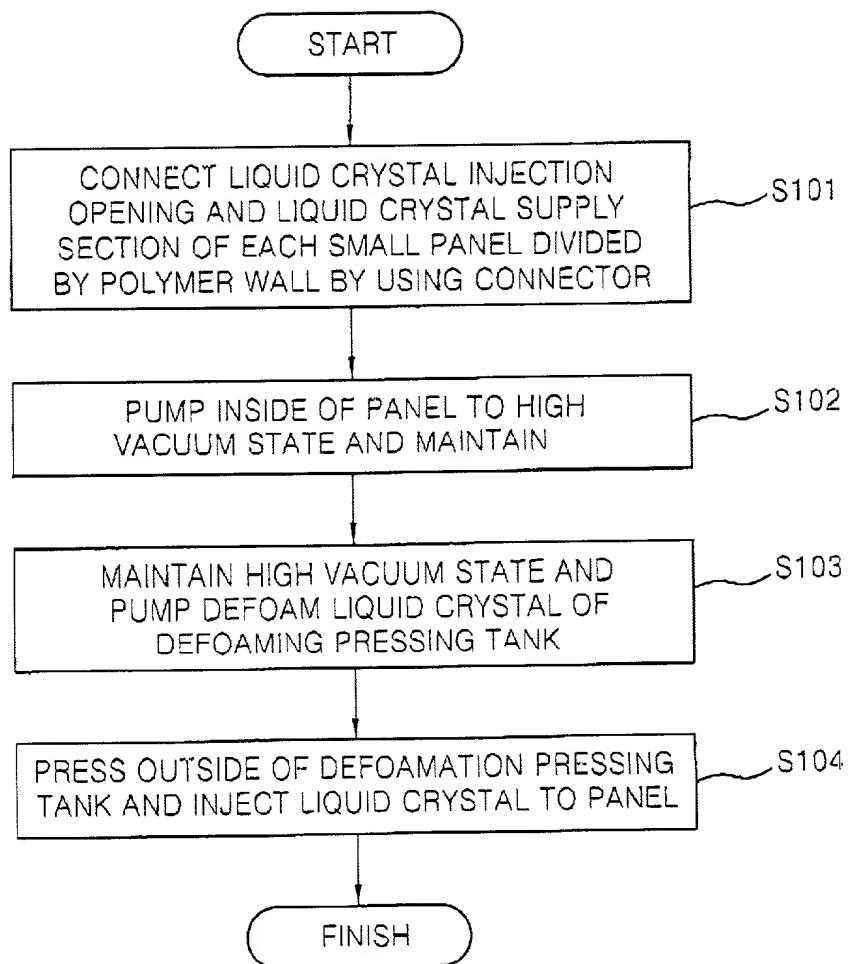 START
CONNECT LIQUID CRYSTAL INJECTION
OPENING AND LIQUID CRYSTAL SUPPLY
SECTION OF EACH SMALL PANEL DIVIDED
BY POLYMER WALL BY USING CONNECTOR
S101
PUMP INSIDE OF PANEL TO HIGH
VACUUM STATE AND MAINTAIN
S102
MAINTAIN HIGH VACUUM STATE AND
PUMP DEFOAM LIQUID CRYSTAL OF
DEFOAMING PRESSING TANK
S103
PRESS OUTSIDE OF DEFOAMATION PRESSING
TANK AND INJECT LIQUID CRYSTAL TO PANEL
S104
FINISH